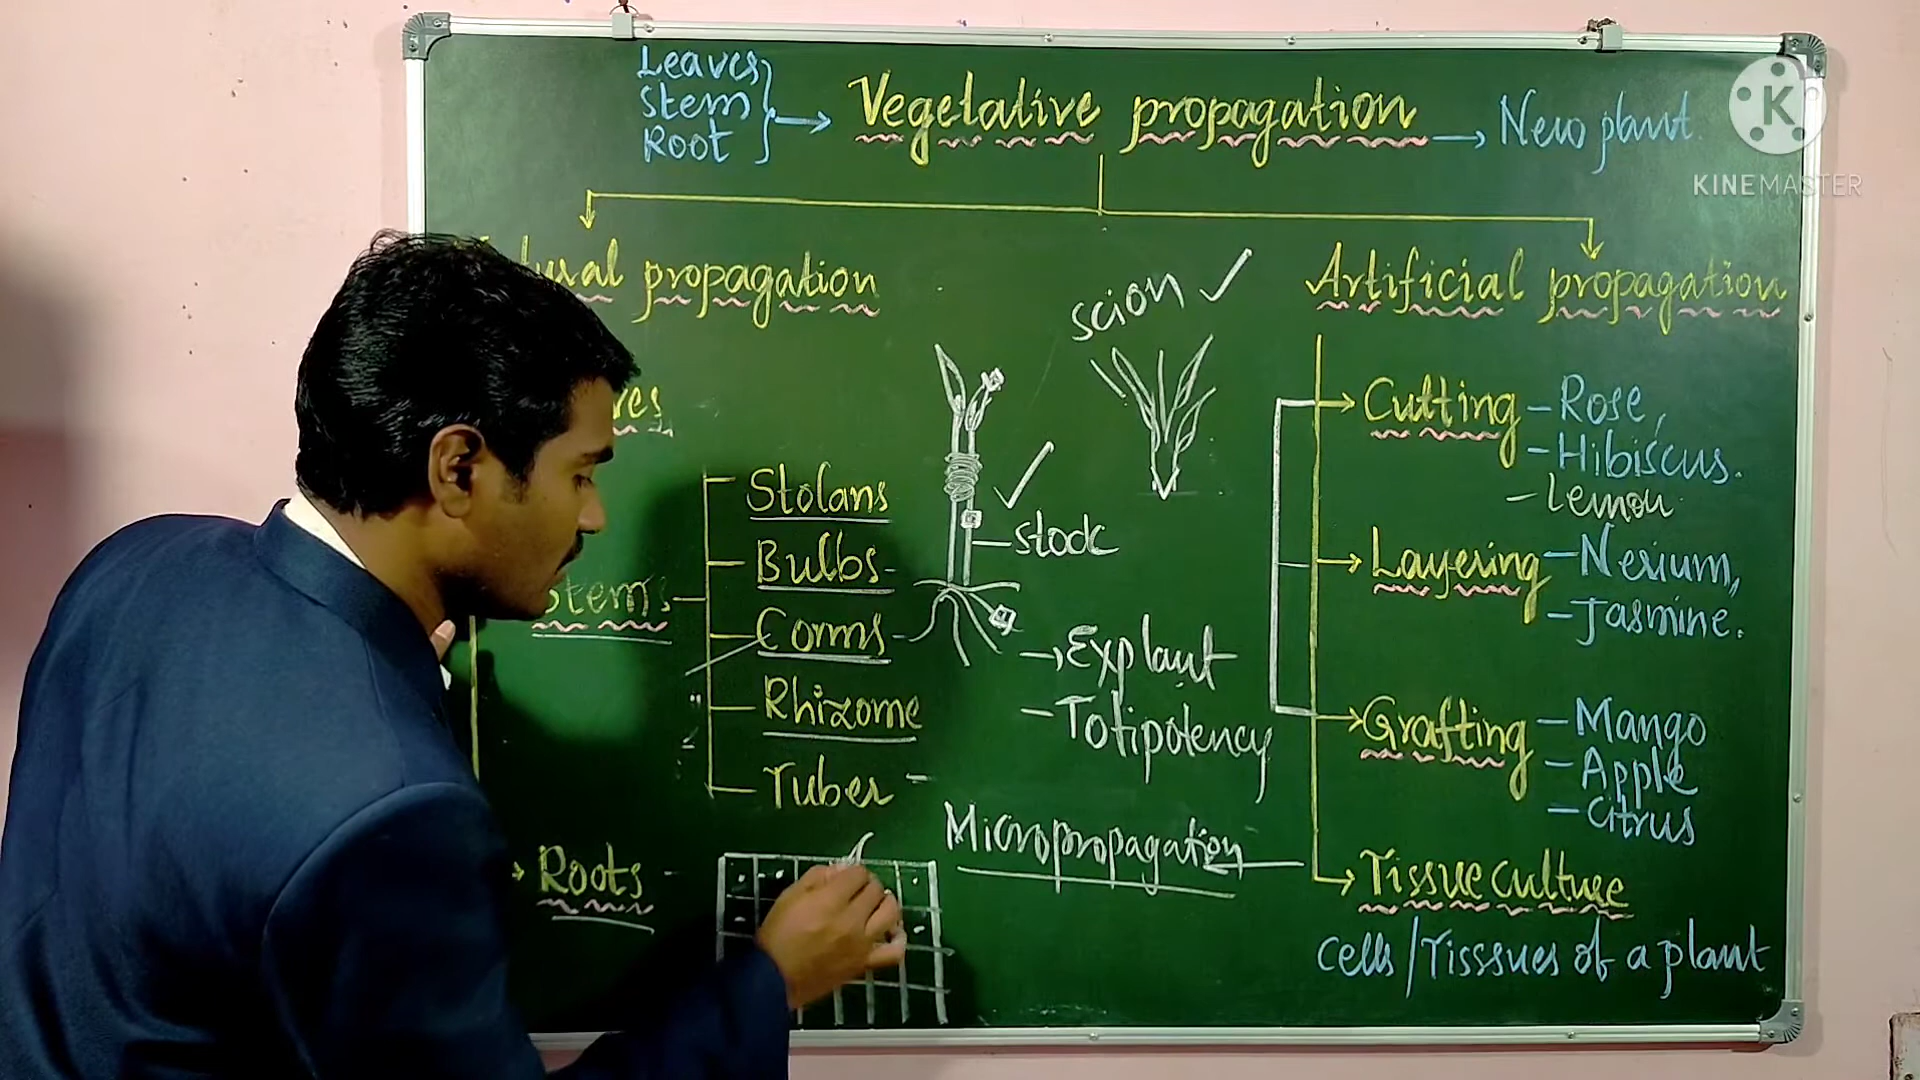 Leaves
Stem
Root
Vegetative propagation
New plant.
KINEMASTER
propagation
scion
Artificial propagation
Cutting - Rose,
- Hibiscus.
- Lemon
Stolans
Bulbs -
stock
Layering - Nerium,
- Jasmine.
Stems
Corms
Explant
Rhizome
- Totipotency
Grafting - Mango
- Apple
- Citrus
Tuber -
Micropropagation
Roots -
Tissue culture
Cells / Tisssues of a plant